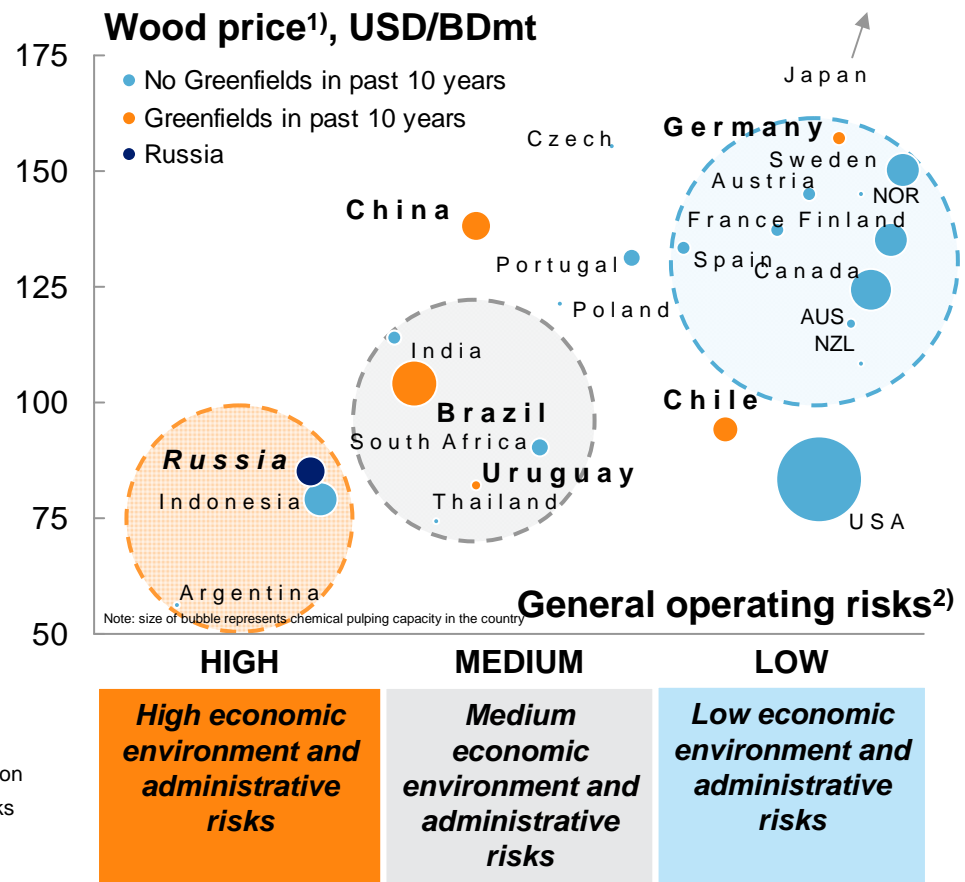 Wood price1), USD/BDmt
175
No Greenfields in past 10 years
Greenfields in past 10 years
Russia
Japan
Czech
Germany
Sweden
150
Austria
NOR
China
France Finland
Portugal
Spain
Canada
125
Poland
AUS
NZL
India
100
Brazil
Chile
South Africa
Russia
Uruguay
Indonesia
Thailand
75
USA
Argentina
Note: size of bubble represents chemical pulping capacity in the country
General operating risks2)
50
HIGH MEDIUM LOW
High economic
environment and
administrative
risks
Medium
economic
environment and
administrative
risks
Low economic
environment and
administrative
risks
on
ks